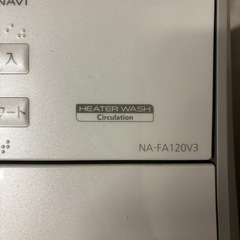 NAVI
入
ート
HEATER WASH
Circulation
NA-FA120V3